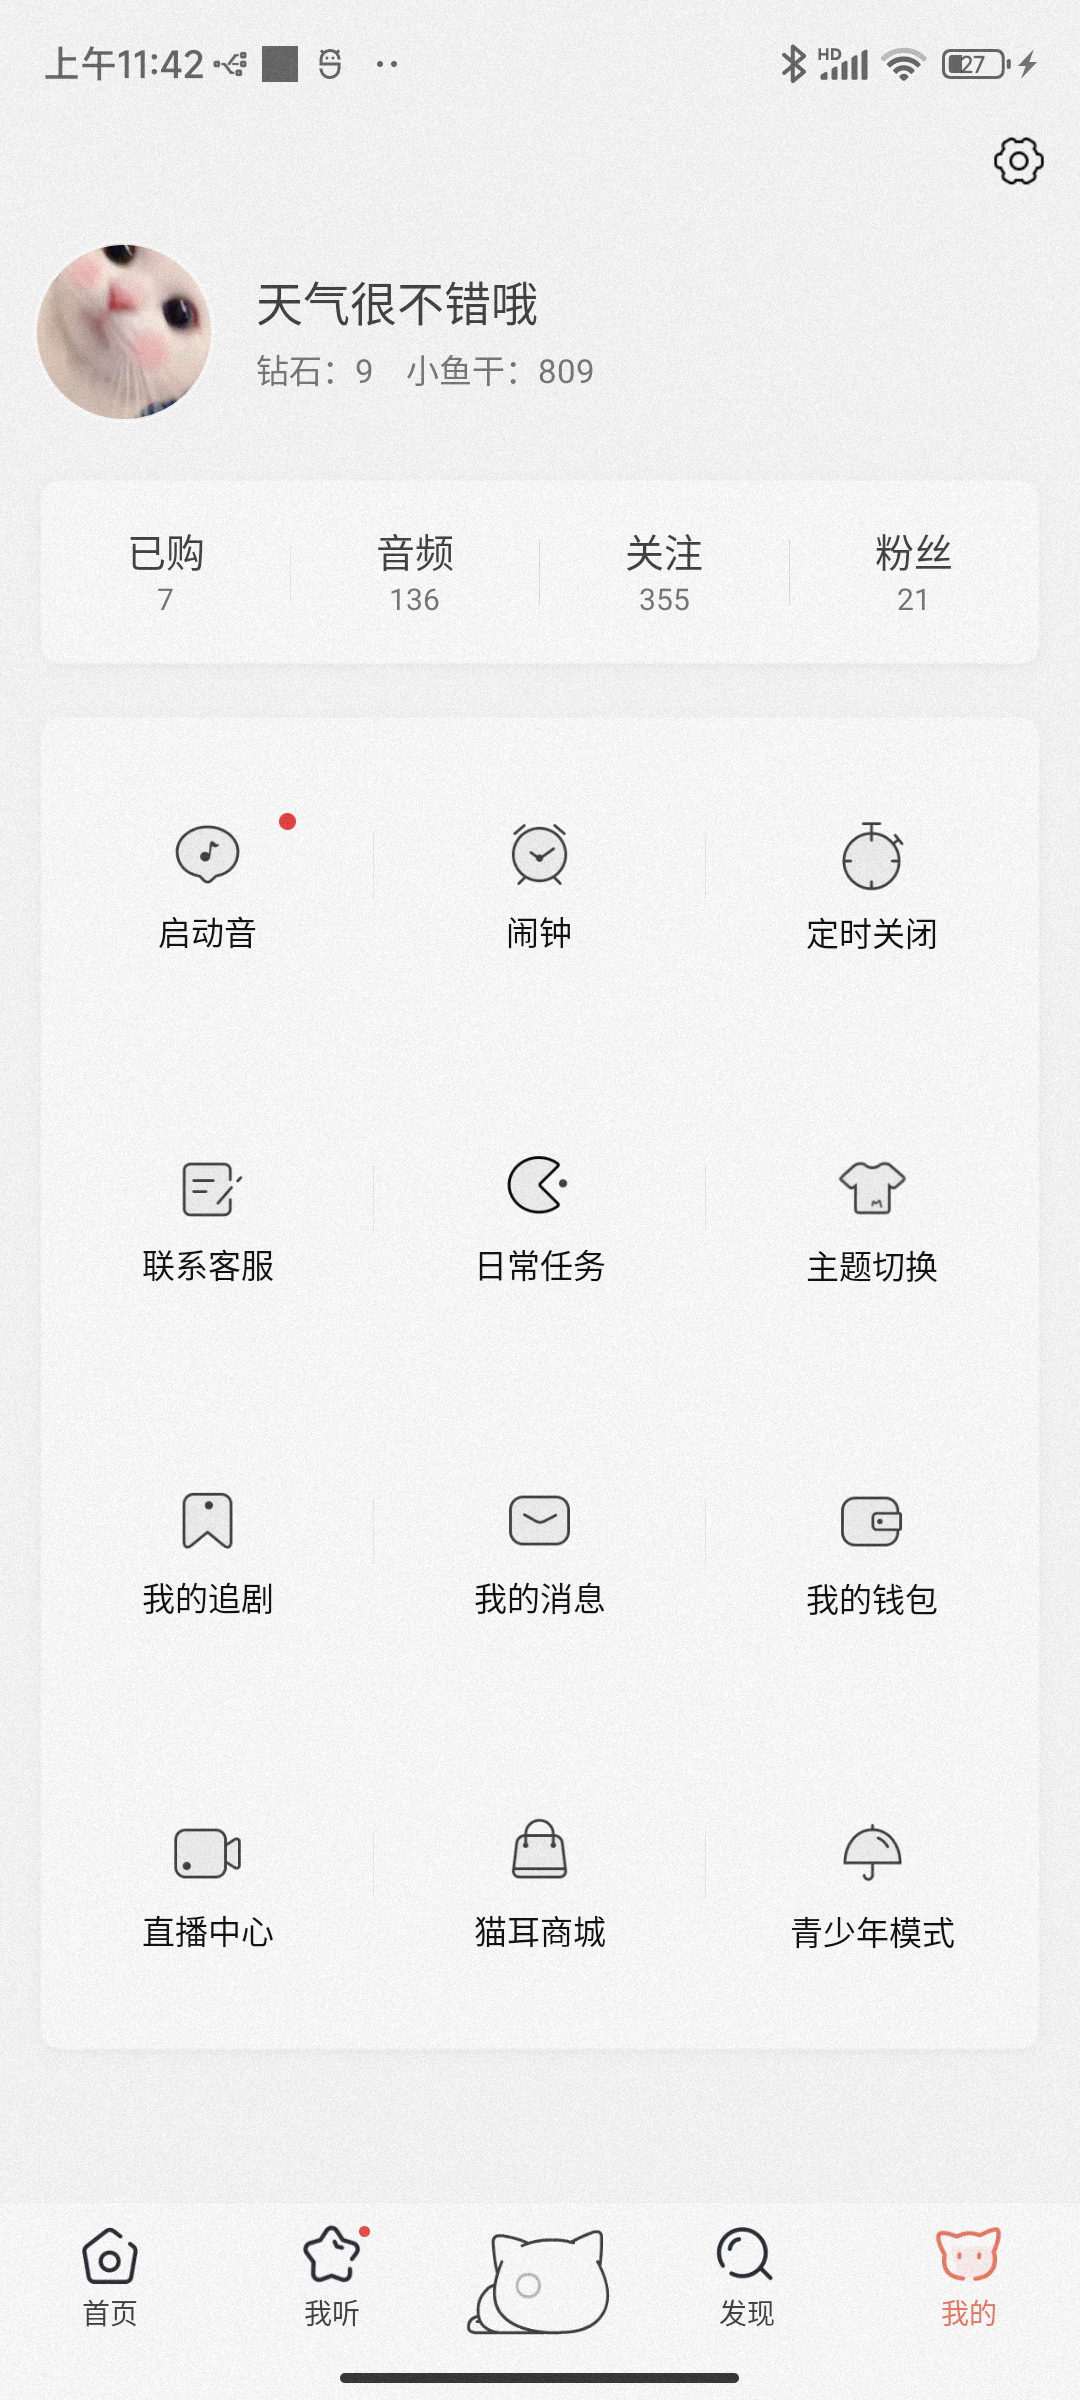 上午11:42
HD
27
天气很不错哦
钻石：9 小鱼干：809
已购 音频 关注 粉丝
7 136 355 21
启动音 闹钟 定时关闭
联系客服 日常任务 主题切换
我的追剧 我的消息 我的钱包
直播中心 猫耳商城 青少年模式
首页 我听 发现 我的